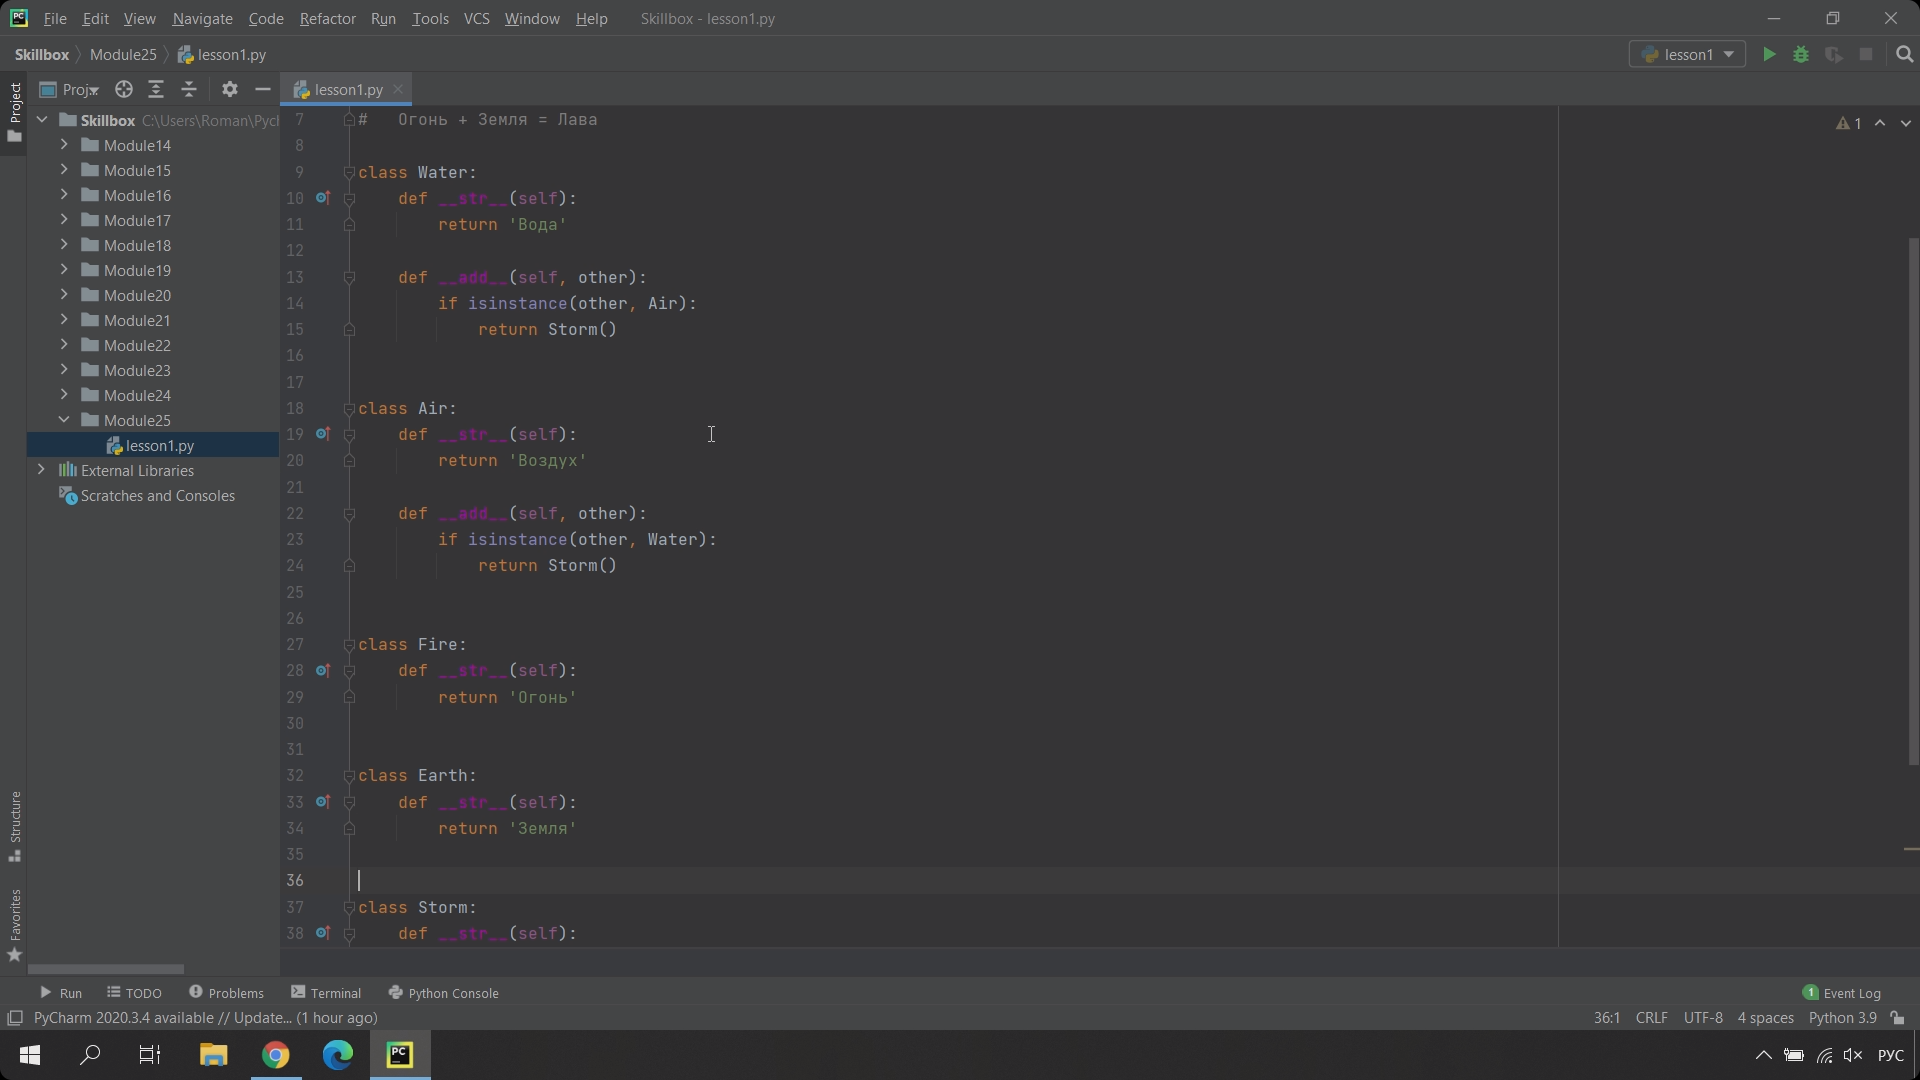 File Edit View Navigate Code Refactor Run Tools VCS Window Help Skillbox - lesson1.py
Skillbox Module25 lesson1.py lesson1
Project Proj lesson1.py
Skillbox C:\Users\Roman\Pycl
Module14
Module15
Module16
Module17
Module18
Module19
Module20
Module21
Module22
Module23
Module24
Module25
lesson1.py
External Libraries
Scratches and Consoles
Structure
Favorites
1
7 # Огонь + Земля = Лава
8
9 class Water:
10 def __str__(self):
11 return 'Вода'
12
13 def __add__(self, other):
14 if isinstance(other, Air):
15 return Storm()
16
17
18 class Air:
19 def __str__(self):
20 return 'Воздух'
21
22 def __add__(self, other):
23 if isinstance(other, Water):
24 return Storm()
25
26
27 class Fire:
28 def __str__(self):
29 return 'Огонь'
30
31
32 class Earth:
33 def __str__(self):
34 return 'Земля'
35
36
37 class Storm:
38 def __str__(self):
Run TODO Problems Terminal Python Console 1 Event Log
PyCharm 2020.3.4 available // Update... (1 hour ago) 36:1 CRLF UTF-8 4 spaces Python 3.9
PC РУС